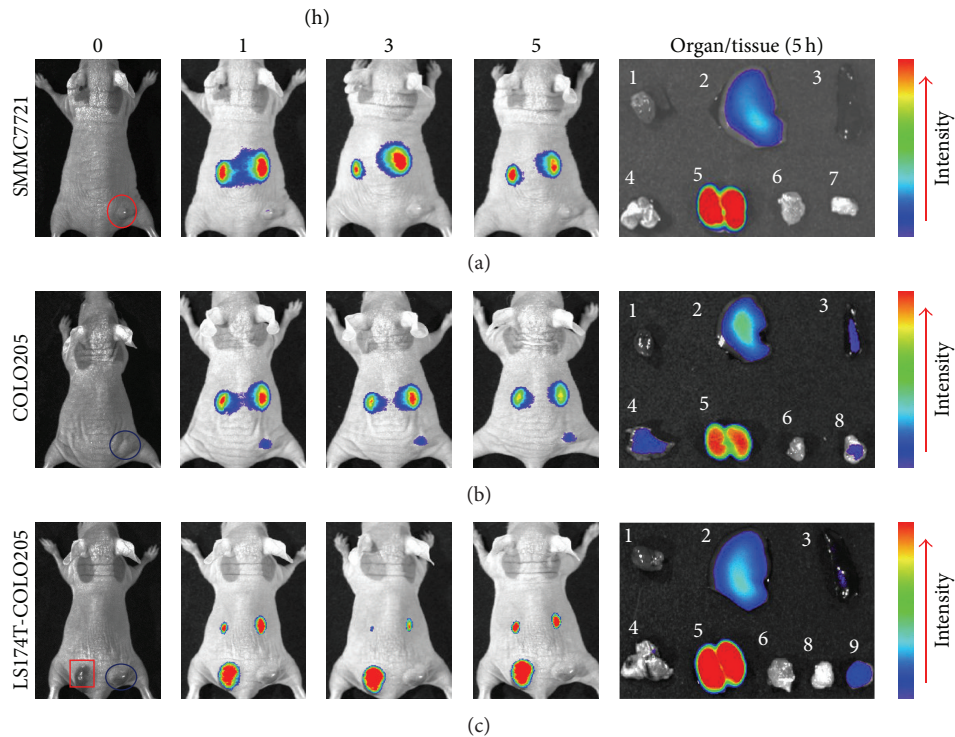 (h)
0 1 3 5 Organ/tissue (5 h)
SMMC7721
1 2 3
4 5 6 7
Intensity
(a)
COLO205
1 2 3
4 5 6 8
Intensity
(b)
LS174T-COLO205
1 2 3
4 5 6 8 9
Intensity
(c)